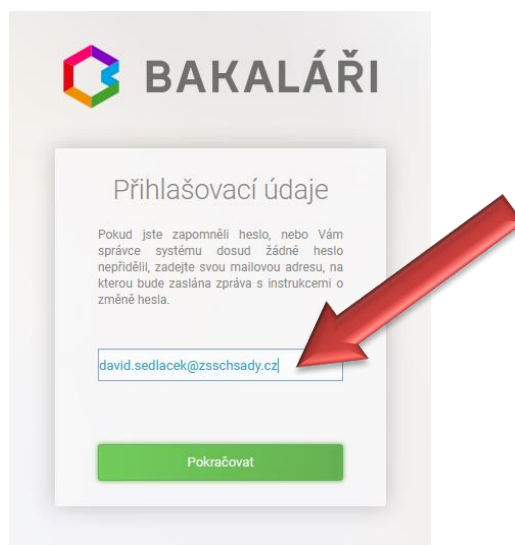 BAKALÁŘI
Přihlašovací údaje
Pokud jste zapomněli heslo, nebo Vám
správce systému dosud žádné heslo
nepřidělil, zadejte svou mailovou adresu, na
kterou bude zaslána zpráva s instrukcemi o
změně hesla.
david.sedlacek@zsschsady.cz
Pokračovat